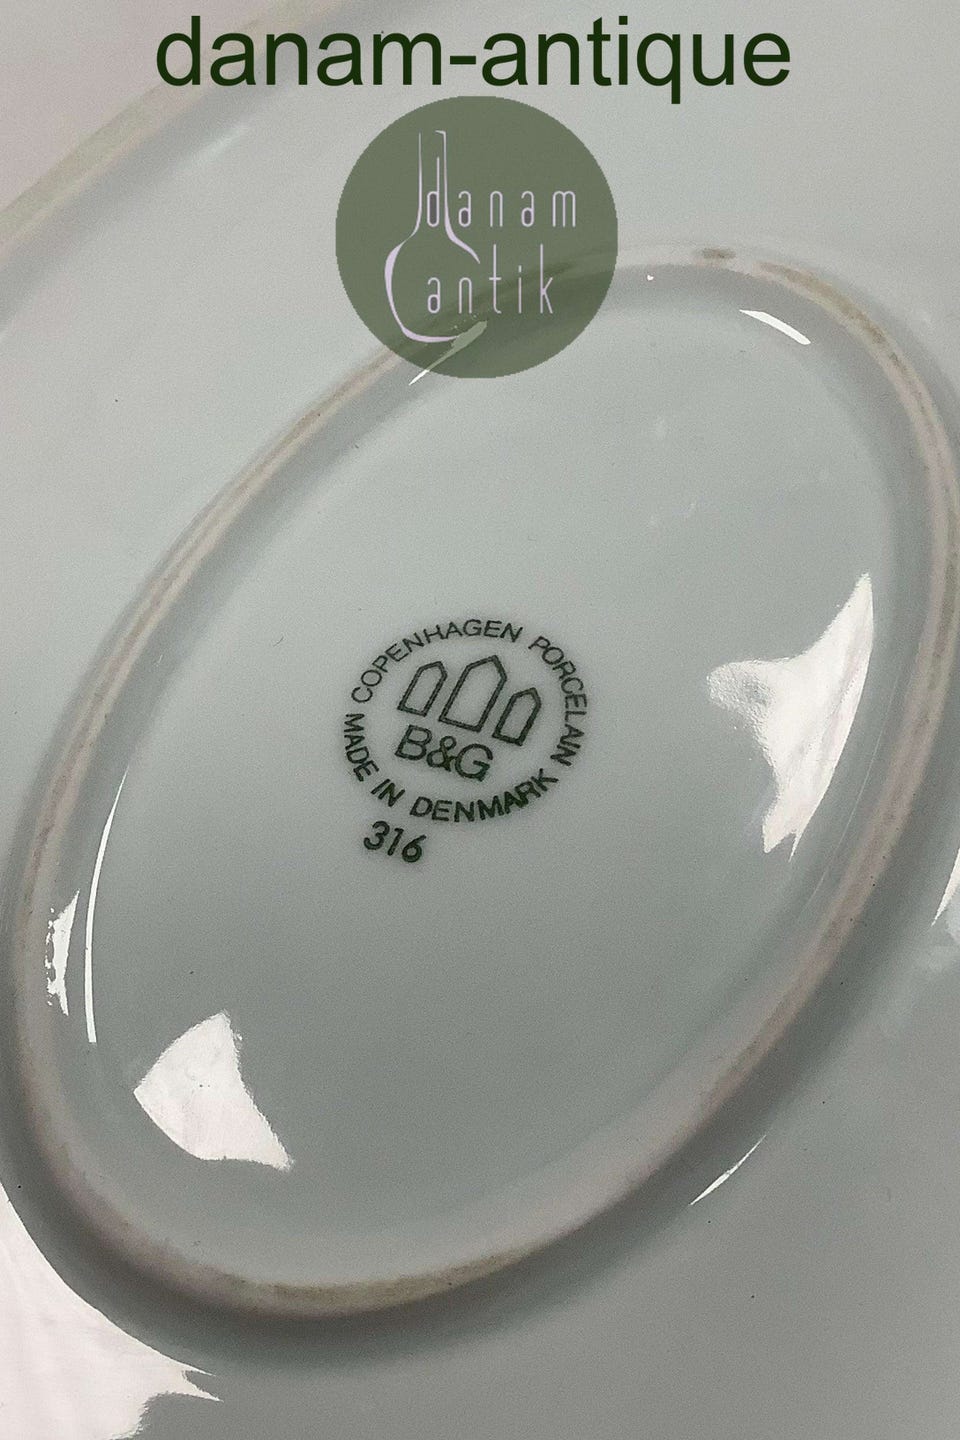 danam-antique
danam
antik
COPENHAGEN PORCELAIN
B&G
MADE IN DENMARK
316